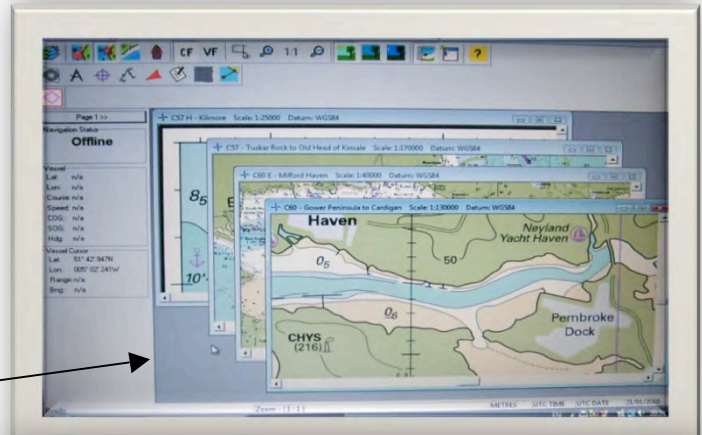 CF VF 1:1 ?
A
Page 1 >>
Navigation Status
Offline
Vessel
Lat: n/a
Lon: n/a
Course: n/a
Speed: n/a
COG: n/a
SOG: n/a
Hdg: n/a
Vessel Cursor
Lat: 51° 42.947N
Lon: 005° 02.241W
Range: n/a
Brng: n/a
C57 H - Kilmore Scale 1:25000 Datum: WGS84
C57 - Tuskar Rock to Old Head of Kinsale Scale 1:170000 Datum: WGS84
C60 E - Milford Haven Scale 1:40000 Datum: WGS84
C60 - Gower Peninsula to Cardigan Scale 1:130000 Datum: WGS84
85
10'
Haven
Neyland
Yacht Haven
05
50
06
Pembroke
Dock
CHYS
(216)
Ready
Zoom - (1:1)
METRES UTC TIME UTC DATE